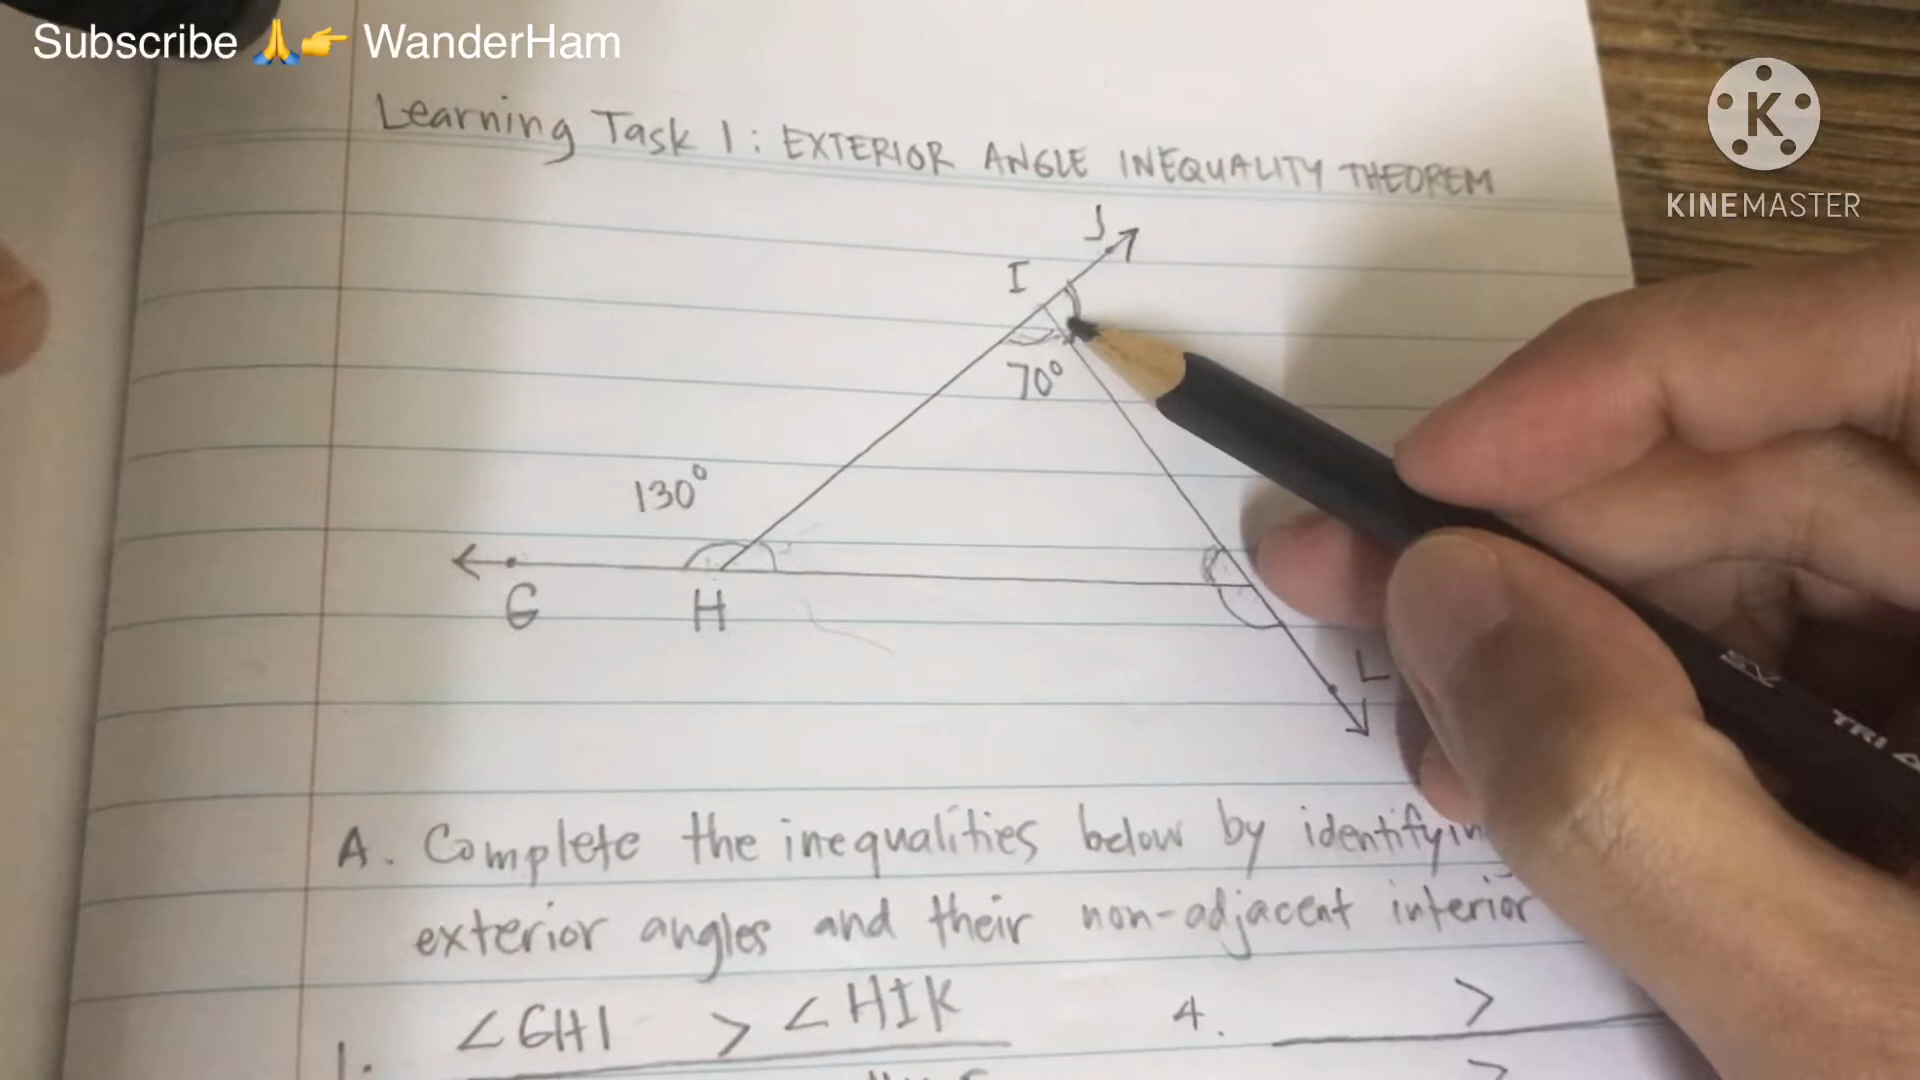 Subscribe 🙏👉 WanderHam
K
KINEMASTER
Learning Task 1: EXTERIOR ANGLE INEQUALITY THEOREM
J
I
70°
130°
G H
L
A. Complete the inequalities below by identifyin
exterior angles and their non-adjacent interior
1. <GHI > <HIK 4. >
>